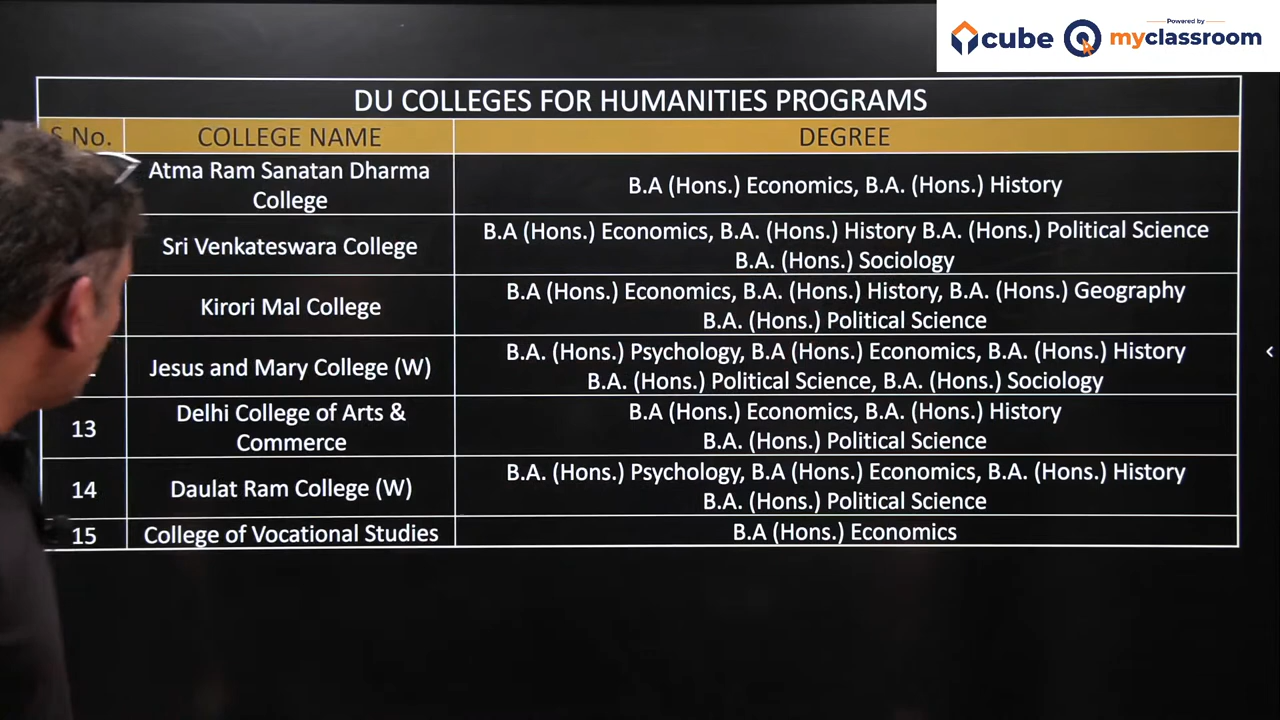 Powered by
cube myclassroom
DU COLLEGES FOR HUMANITIES PROGRAMS
S No. COLLEGE NAME DEGREE
Atma Ram Sanatan Dharma
College
B.A (Hons.) Economics, B.A. (Hons.) History
Sri Venkateswara College
B.A (Hons.) Economics, B.A. (Hons.) History B.A. (Hons.) Political Science
B.A. (Hons.) Sociology
Kirori Mal College
B.A (Hons.) Economics, B.A. (Hons.) History, B.A. (Hons.) Geography
B.A. (Hons.) Political Science
Jesus and Mary College (W)
B.A. (Hons.) Psychology, B.A (Hons.) Economics, B.A. (Hons.) History
B.A. (Hons.) Political Science, B.A. (Hons.) Sociology
13
Delhi College of Arts &
Commerce
B.A (Hons.) Economics, B.A. (Hons.) History
B.A. (Hons.) Political Science
14
Daulat Ram College (W)
B.A. (Hons.) Psychology, B.A (Hons.) Economics, B.A. (Hons.) History
B.A. (Hons.) Political Science
15 College of Vocational Studies B.A (Hons.) Economics